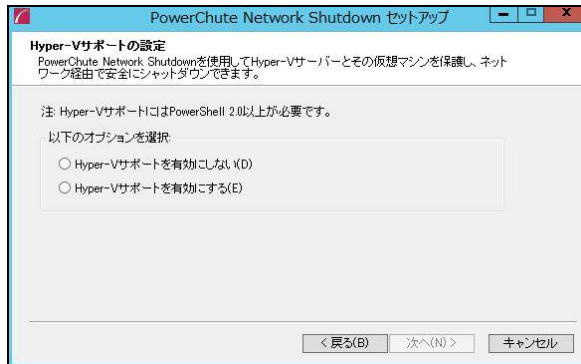 PowerChute Network Shutdown セットアップ
Hyper-Vサポートの設定
PowerChute Network Shutdownを使用してHyper-Vサーバーとその仮想マシンを保護し、ネット
ワーク経由で安全にシャットダウンできます。
注: Hyper-VサポートにはPowerShell 2.0以上が必要です。
以下のオプションを選択:
Hyper-Vサポートを有効にしない(D)
Hyper-Vサポートを有効にする(E)
< 戻る(B)
次へ(N) >
キャンセル